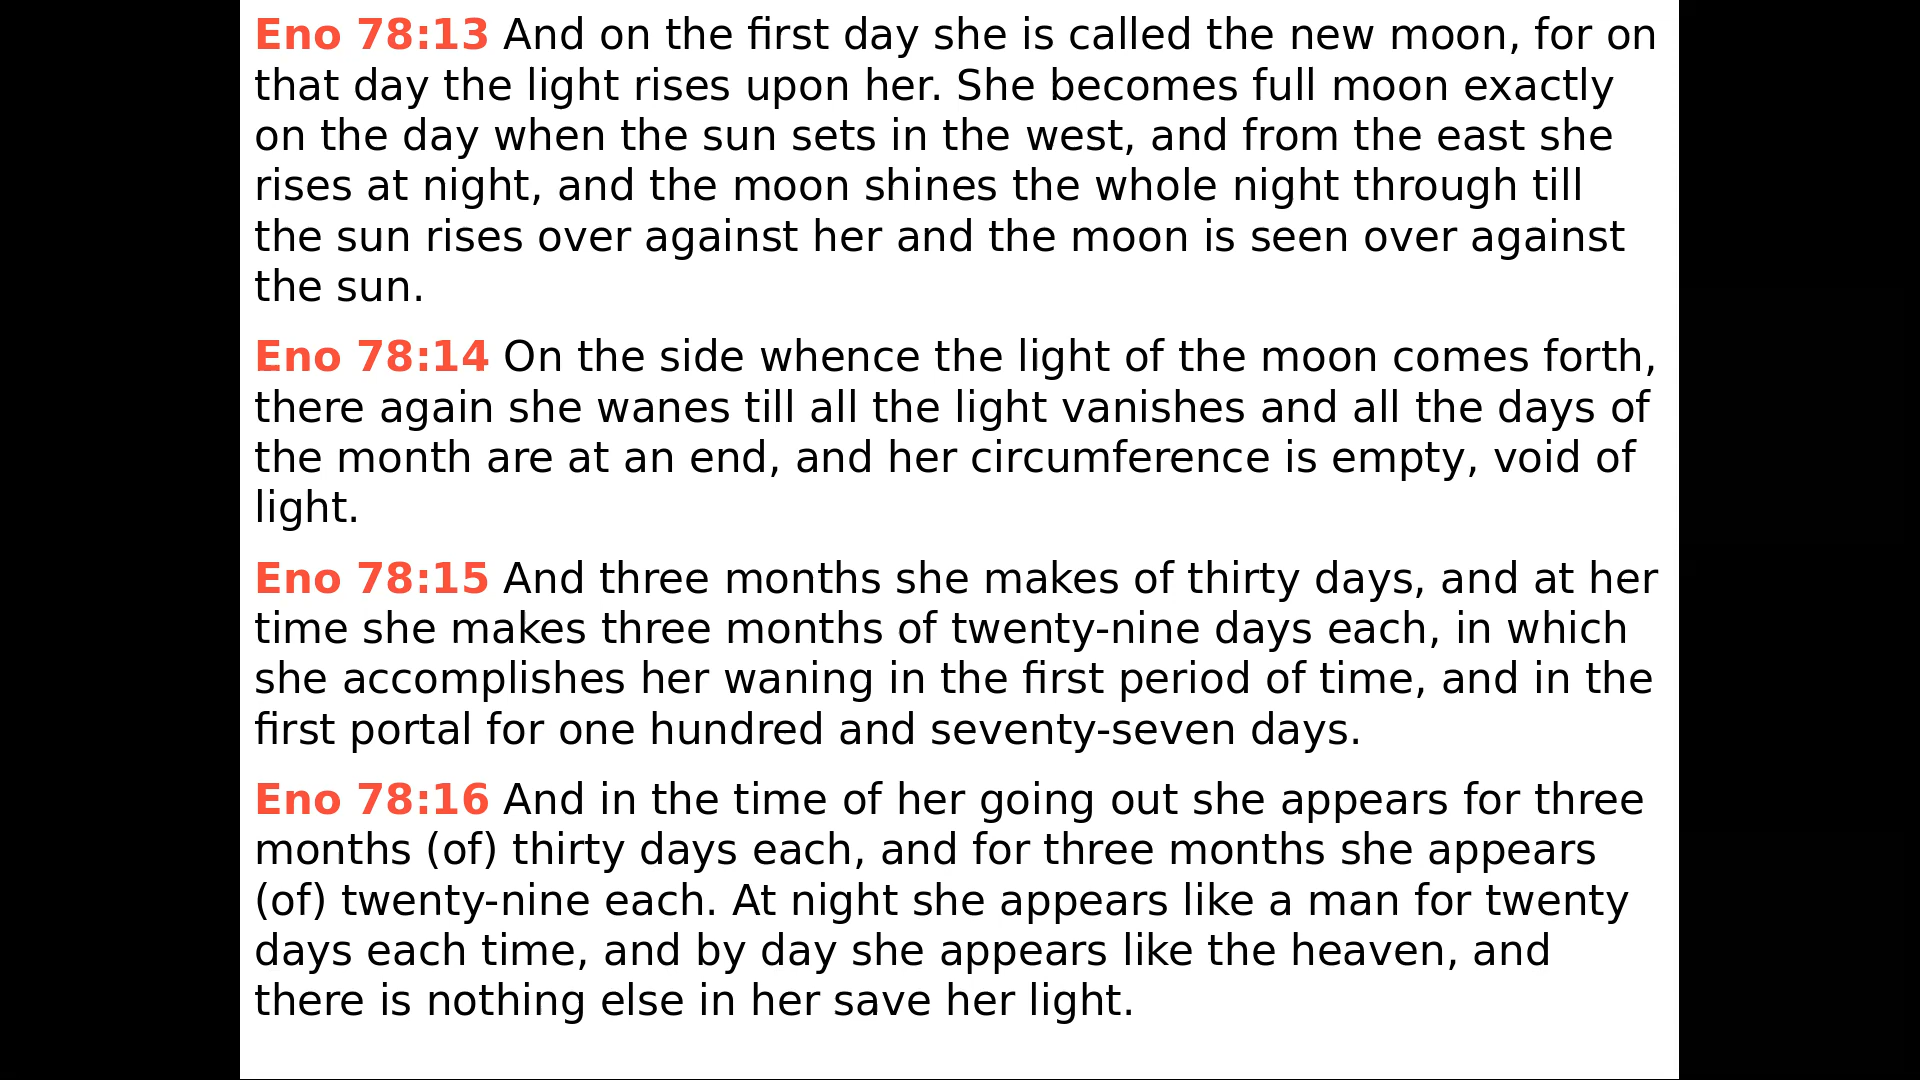 Eno 78:13 And on the first day she is called the new moon, for on
that day the light rises upon her. She becomes full moon exactly
on the day when the sun sets in the west, and from the east she
rises at night, and the moon shines the whole night through till
the sun rises over against her and the moon is seen over against
the sun.
Eno 78:14 On the side whence the light of the moon comes forth,
there again she wanes till all the light vanishes and all the days of
the month are at an end, and her circumference is empty, void of
light.
Eno 78:15 And three months she makes of thirty days, and at her
time she makes three months of twenty-nine days each, in which
she accomplishes her waning in the first period of time, and in the
first portal for one hundred and seventy-seven days.
Eno 78:16 And in the time of her going out she appears for three
months (of) thirty days each, and for three months she appears
(of) twenty-nine each. At night she appears like a man for twenty
days each time, and by day she appears like the heaven, and
there is nothing else in her save her light.